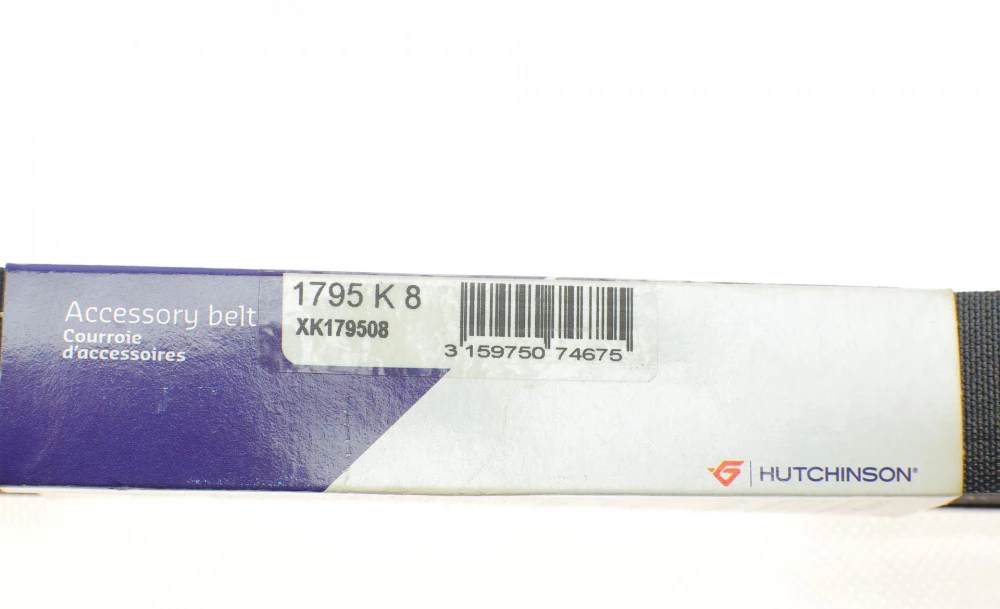 Accessory belt
Courroie
d'accessoires
1795 K 8
XK179508
3 159750 74675
HUTCHINSON®